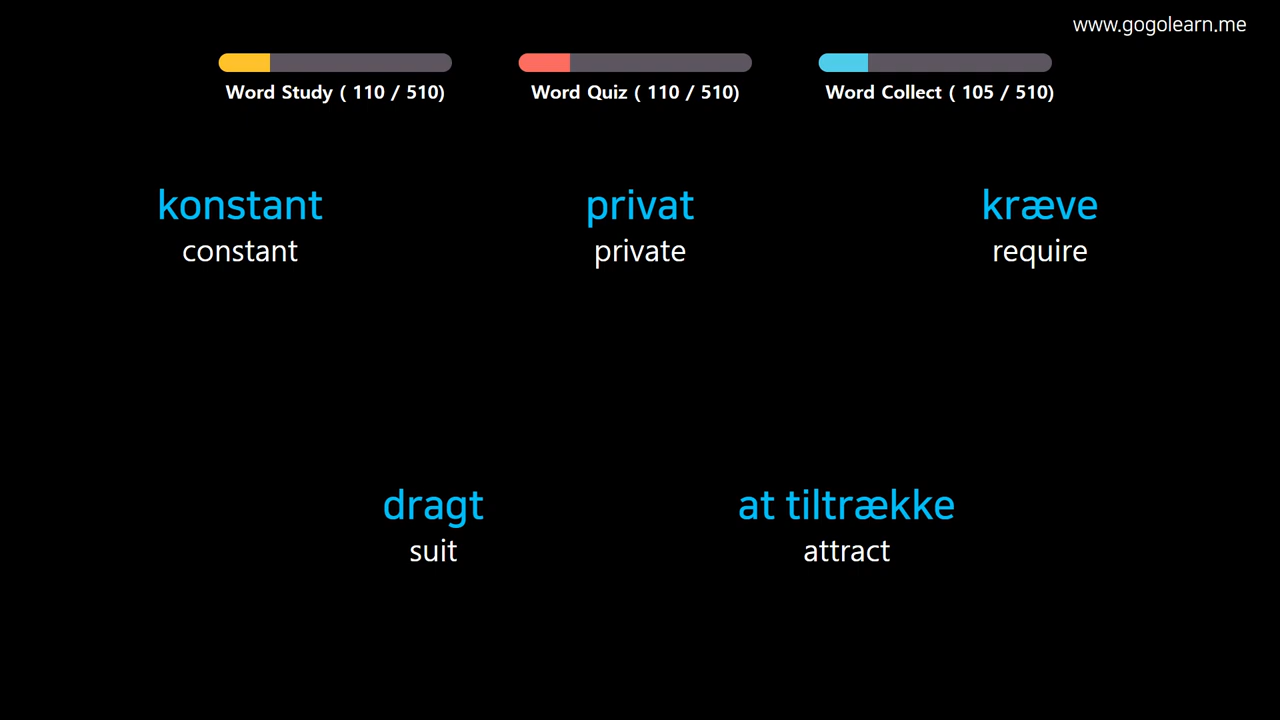 www.gogolearn.me
Word Study ( 110 / 510)
Word Quiz ( 110 / 510)
Word Collect ( 105 / 510)
konstant
constant
privat
private
kræve
require
dragt
suit
at tiltrække
attract